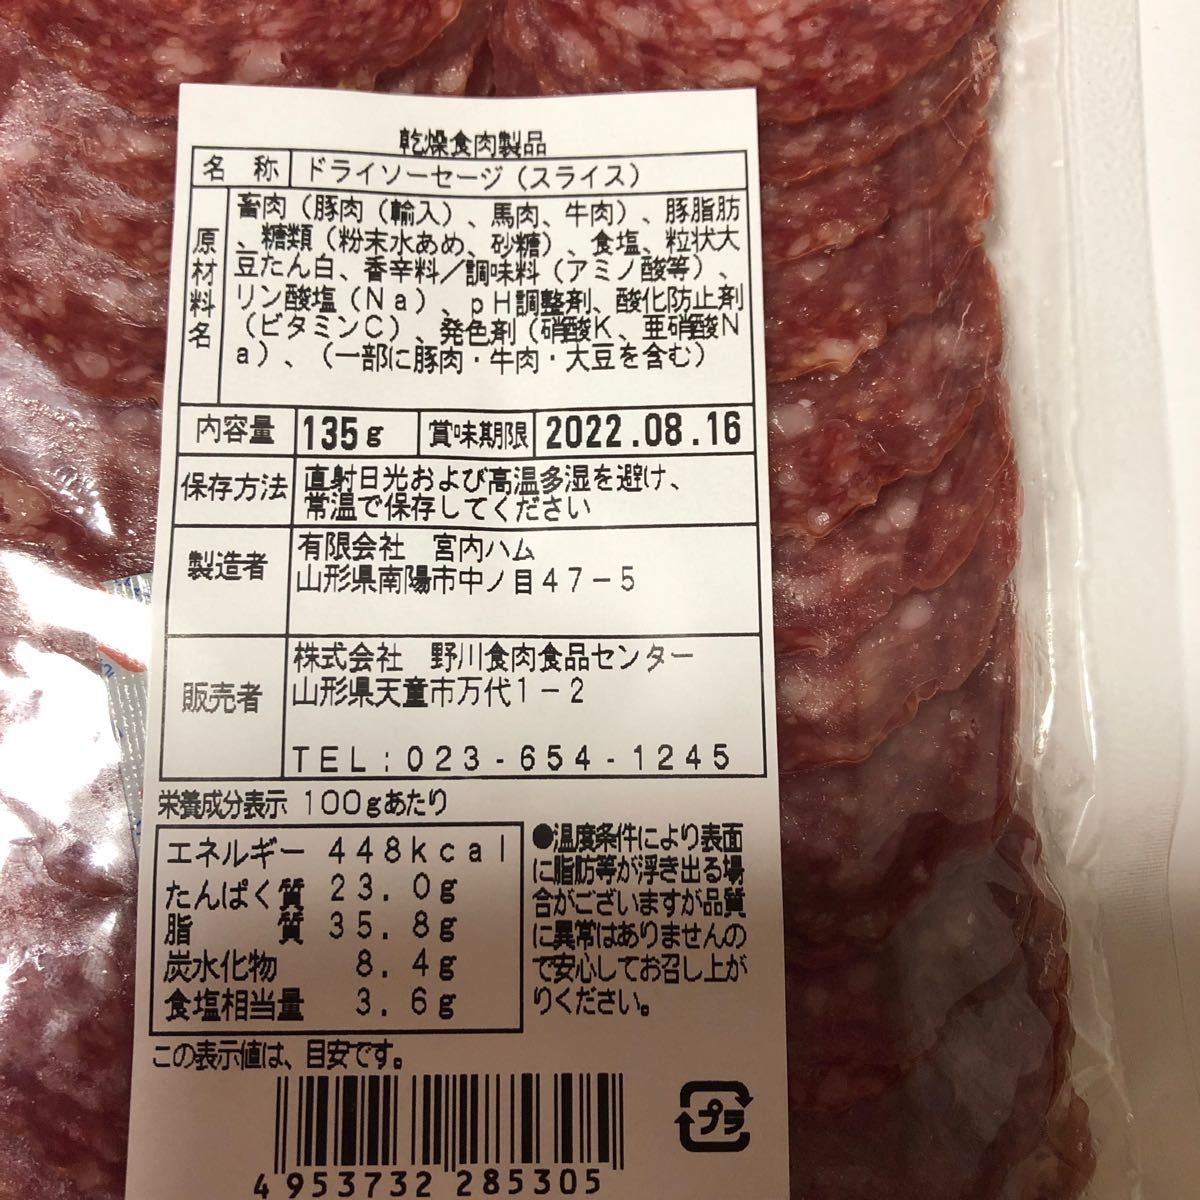 乾燥食肉製品
名称 ドライソーセージ(スライス)
原材料名
畜肉(豚肉(輸入)、馬肉、牛肉)、豚脂肪
、糖類(粉末水あめ、砂糖)、食塩、粒状大
豆たん白、香辛料/調味料(アミノ酸等)、
リン酸塩(Na)、pH調整剤、酸化防止剤
(ビタミンC)、発色剤(硝酸K、亜硝酸N
a)、(一部に豚肉・牛肉・大豆を含む)
内容量 135g 賞味期限 2022.08.16
保存方法 直射日光および高温多湿を避け、
常温で保存してください
製造者 有限会社 宮内ハム
山形県南陽市中ノ目47-5
販売者 株式会社 野川食肉食品センター
山形県天童市万代1-2
TEL:023-654-1245
栄養成分表示 100gあたり
エネルギー 448kcal
たんぱく質 23.0g
脂質 35.8g
炭水化物 8.4g
食塩相当量 3.6g
この表示値は、目安です。
●温度条件により表面
に脂肪等が浮き出る場
合がございますが品質
に異常はありませんの
で安心してお召し上が
りください。
プラ
4 953732 285305